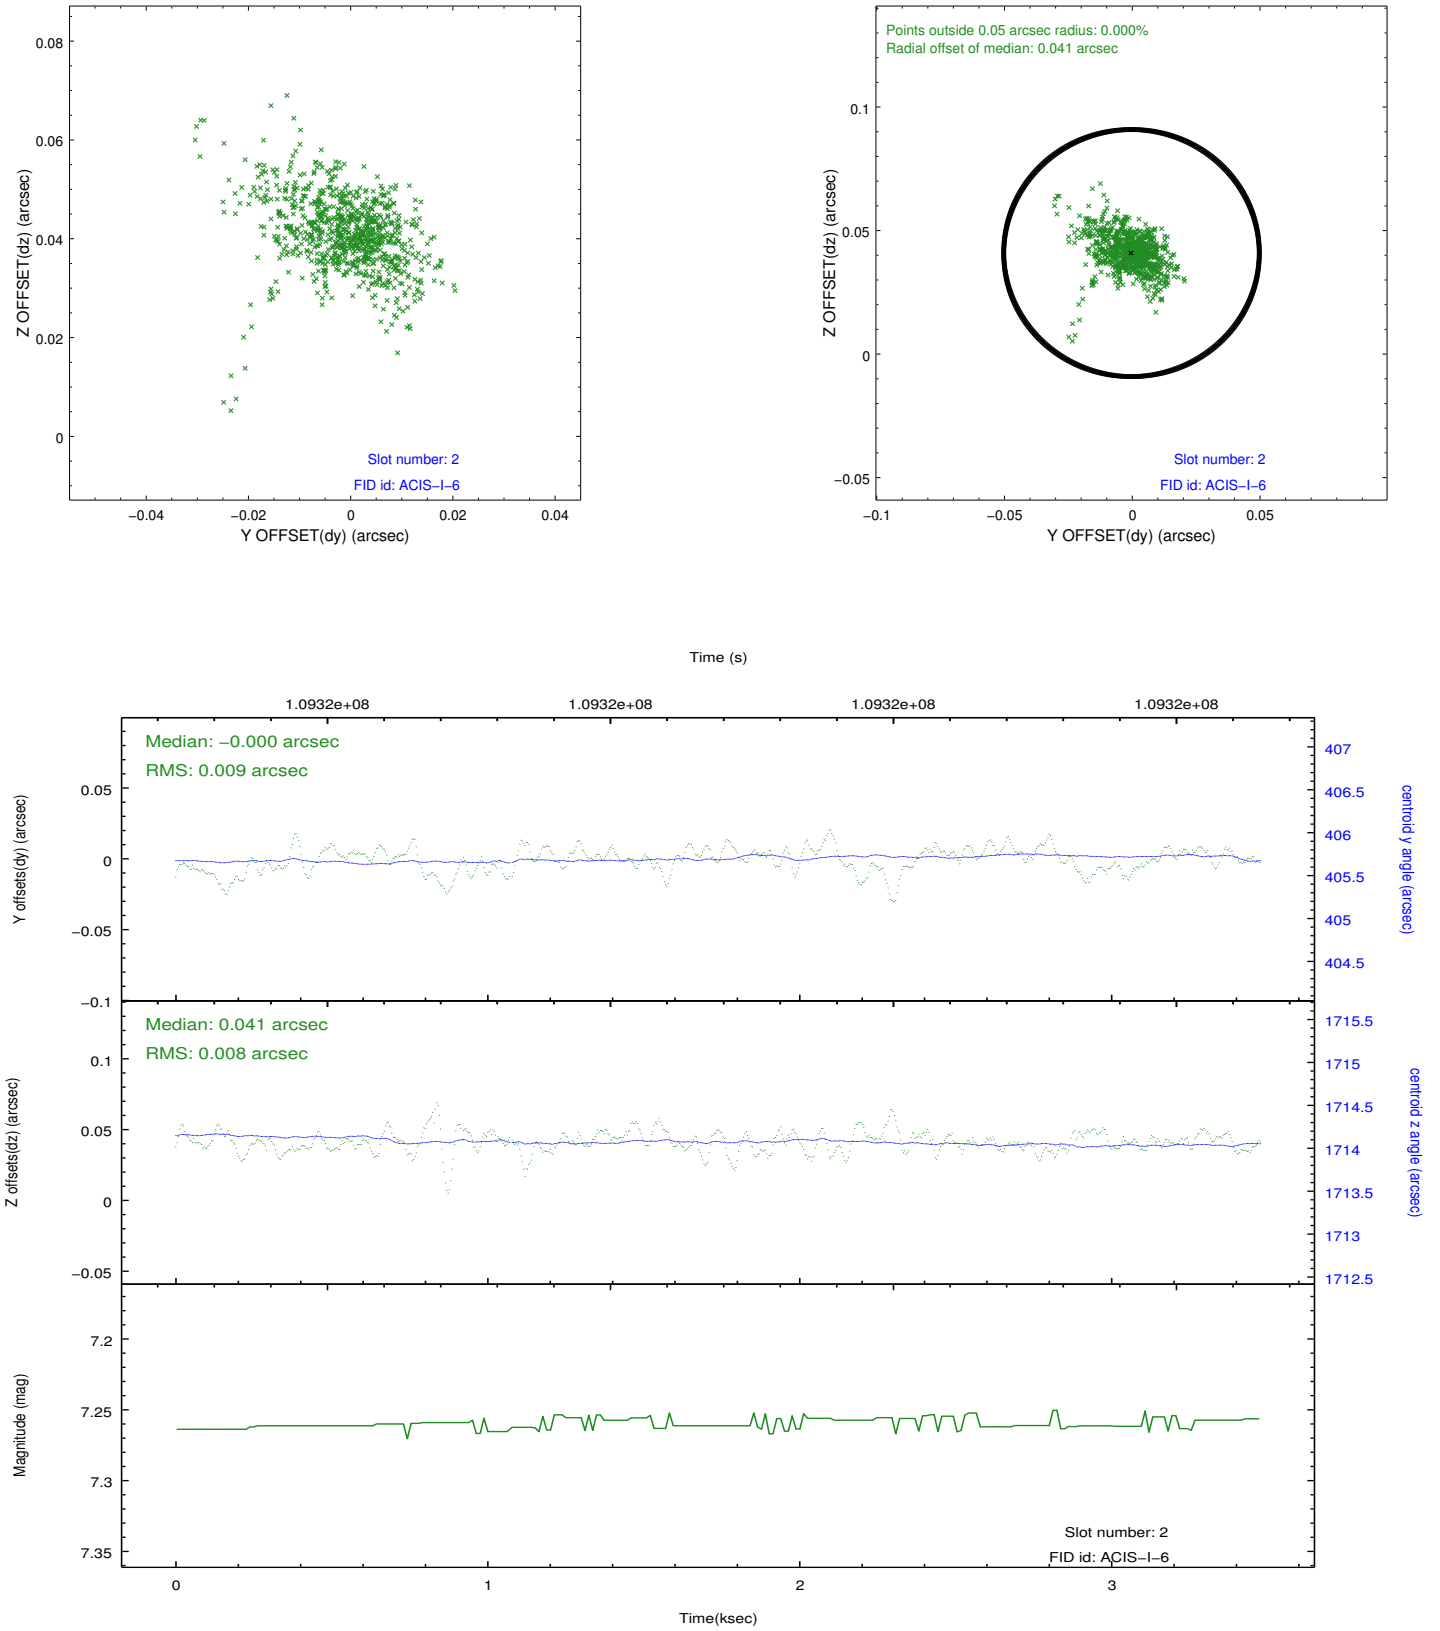 0.08
0.06
0.04
0.02
0
Z OFFSET(dz) (arcsec)
Slot number: 2
FID id: ACIS−I−6
−0.04
−0.02
0
0.02
0.04
Y OFFSET(dy) (arcsec)
Points outside 0.05 arcsec radius: 0.000%
Radial offset of median: 0.041 arcsec
0.1
0.05
0
−0.05
Z OFFSET(dz) (arcsec)
Slot number: 2
FID id: ACIS−I−6
−0.1
−0.05
0
0.05
Y OFFSET(dy) (arcsec)
Time (s)
1.0932e+08
1.0932e+08
1.0932e+08
1.0932e+08
Median: −0.000 arcsec
RMS: 0.009 arcsec
0.05
0
−0.05
−0.1
Y offsets(dy) (arcsec)
407
406.5
406
405.5
405
404.5
centroid y angle (arcsec)
Median: 0.041 arcsec
RMS: 0.008 arcsec
0.1
0.05
0
−0.05
Z offsets(dz) (arcsec)
1715.5
1715
1714.5
1714
1713.5
1713
1712.5
centroid z angle (arcsec)
7.2
7.25
7.3
7.35
Magnitude (mag)
Slot number: 2
FID id: ACIS−I−6
0
1
2
3
Time(ksec)